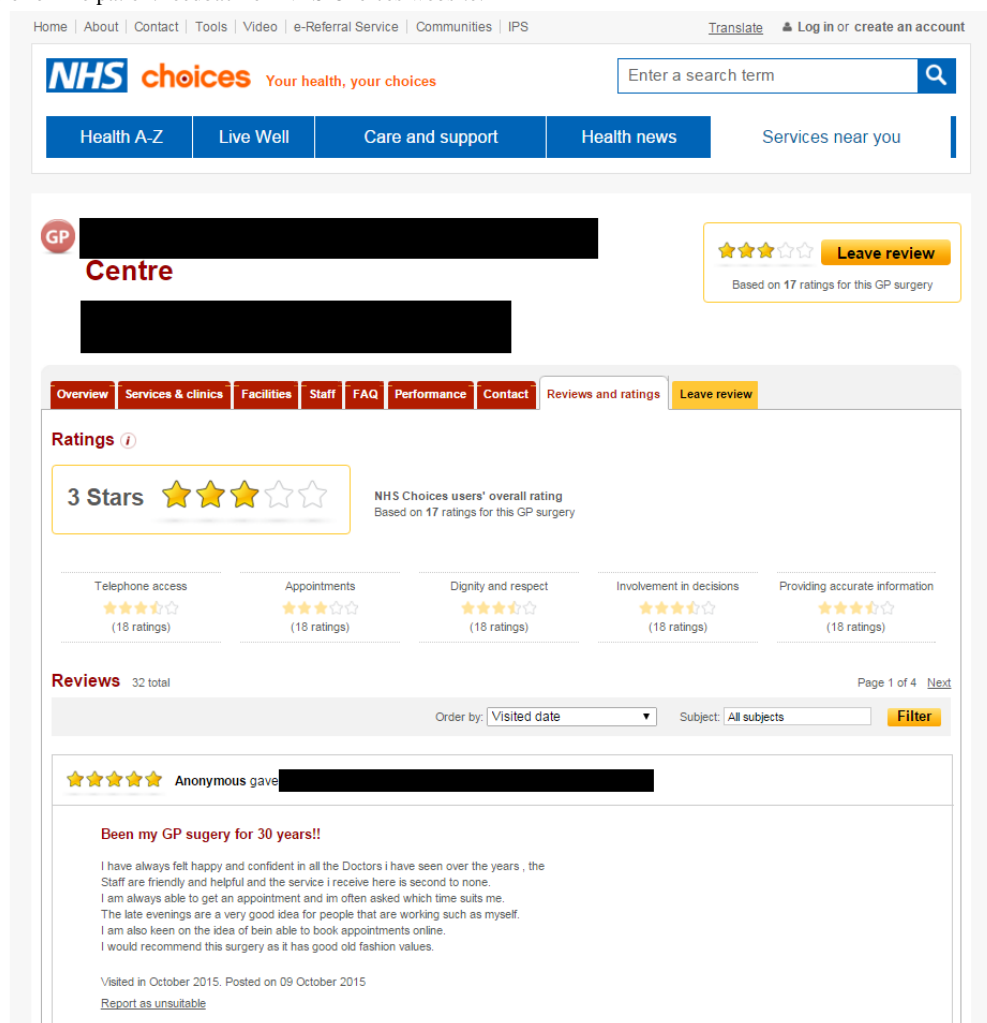 Home | About | Contact | Tools | Video | e-Referral Service | Communities | IPS Translate Log in or create an account
NHS choices Your health, your choices Enter a search term
Health A-Z Live Well Care and support Health news Services near you
GP
Centre
Leave review
Based on 17 ratings for this GP surgery
Overview Services & clinics Facilities Staff FAQ Performance Contact Reviews and ratings Leave review
Ratings i
3 Stars
NHS Choices users' overall rating
Based on 17 ratings for this GP surgery
Telephone access Appointments Dignity and respect Involvement in decisions Providing accurate information
(18 ratings) (18 ratings) (18 ratings) (18 ratings) (18 ratings)
Reviews 32 total Page 1 of 4 Next
Order by: Visited date Subject: All subjects Filter
Anonymous gave
Been my GP sugery for 30 years!!
I have always felt happy and confident in all the Doctors i have seen over the years , the
Staff are friendly and helpful and the service i receive here is second to none.
I am always able to get an appointment and im often asked which time suits me.
The late evenings are a very good idea for people that are working such as myself.
I am also keen on the idea of bein able to book appointments online.
I would recommend this surgery as it has good old fashion values.
Visited in October 2015. Posted on 09 October 2015
Report as unsuitable